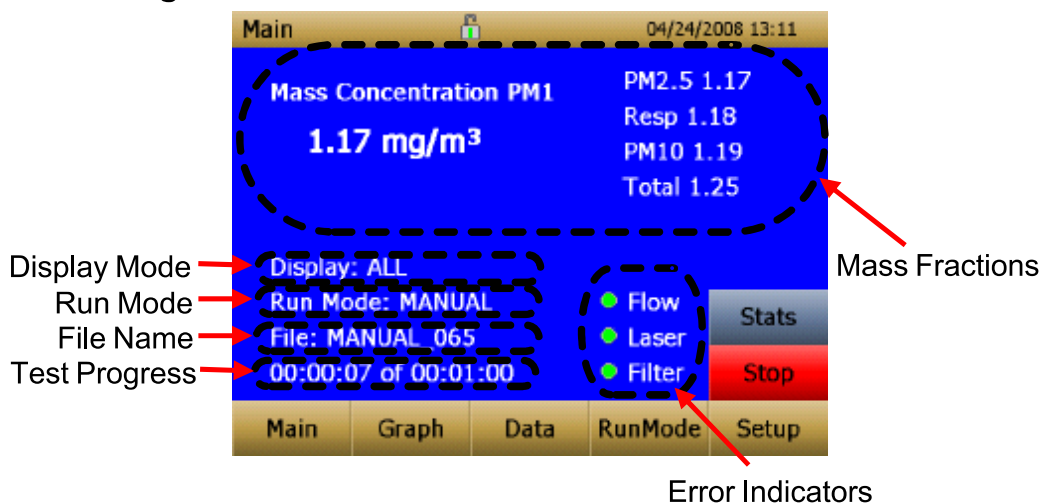 Main
04/24/2008 13:11
Mass Concentration PM1
1.17 mg/m³
PM2.5 1.17
Resp 1.18
PM10 1.19
Total 1.25
Mass Fractions
Display Mode
Display: ALL
Run Mode
Run Mode: MANUAL
File Name
File: MANUAL_065
Test Progress
00:00:07 of 00:01:00
Flow
Laser
Filter
Stats
Stop
Main
Graph
Data
RunMode
Setup
Error Indicators